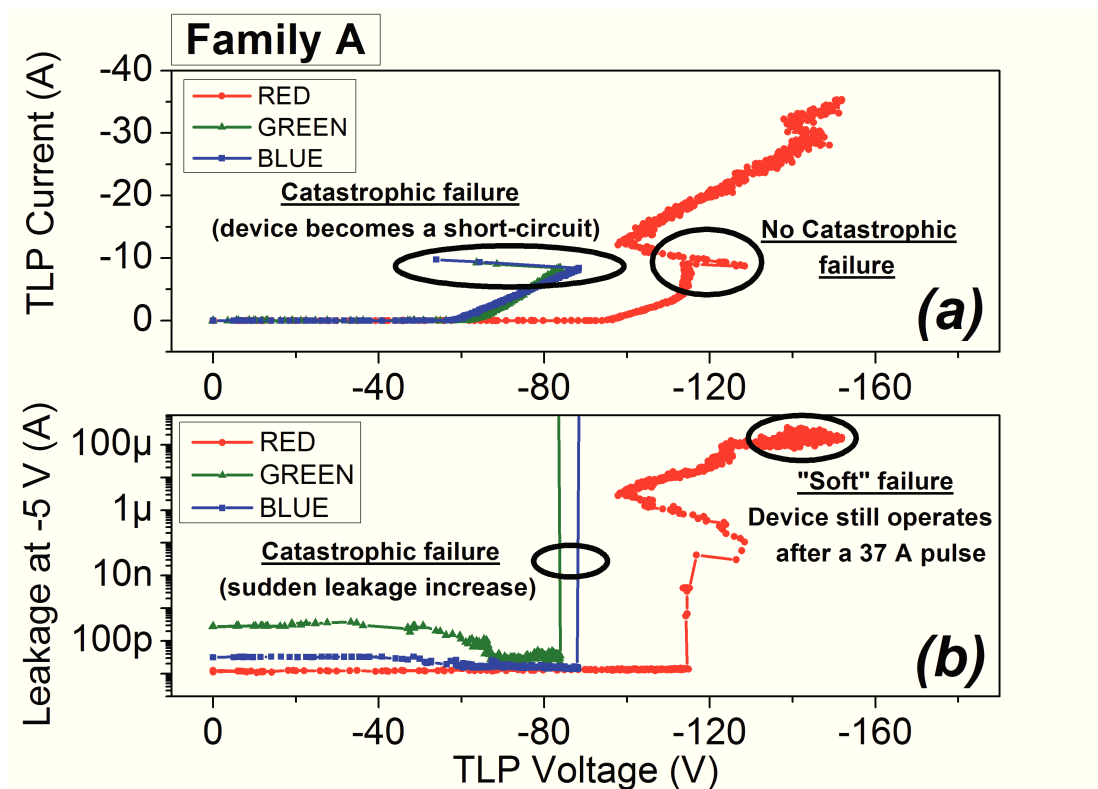 Family A
TLP Current (A)
-40
-30
-20
-10
0
RED
GREEN
BLUE
Catastrophic failure
(device becomes a short-circuit)
No Catastrophic
failure
(a)
0
-40
-80
-120
-160
Leakage at -5 V (A)
100µ
1µ
10n
100p
RED
GREEN
BLUE
Catastrophic failure
(sudden leakage increase)
"Soft" failure
Device still operates
after a 37 A pulse
(b)
0
-40
-80
-120
-160
TLP Voltage (V)